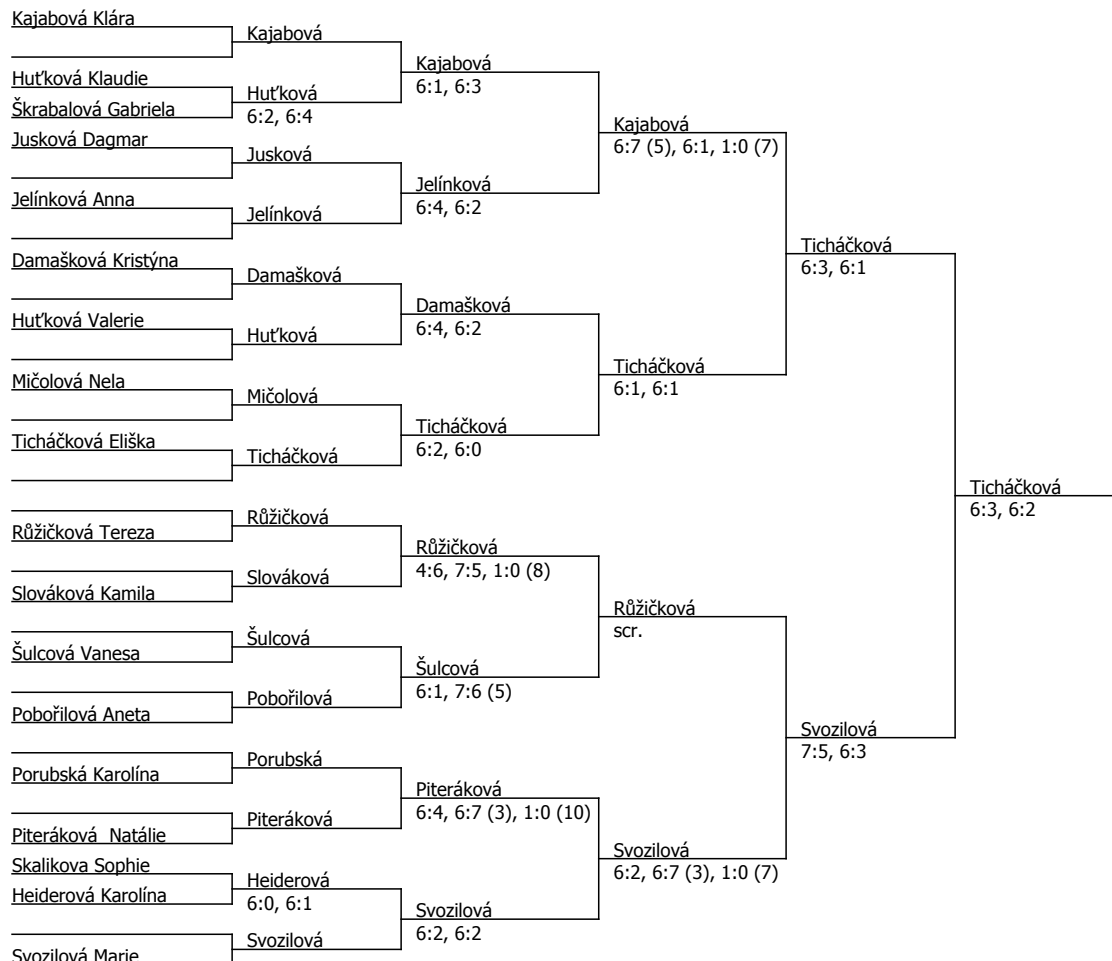 Kajabová Klára
Huťková Klaudie
Škrabalová Gabriela
Jusková Dagmar
Jelínková Anna
Damašková Kristýna
Huťková Valerie
Mičolová Nela
Ticháčková Eliška
Růžičková Tereza
Slováková Kamila
Šulcová Vanesa
Pobořilová Aneta
Porubská Karolína
Piteráková  Natálie
Skalikova Sophie
Heiderová Karolína
Svozilová Marie
Kajabová
Huťková
6:2, 6:4
Jusková
Jelínková
Damašková
Huťková
Mičolová
Ticháčková
Růžičková
Slováková
Šulcová
Pobořilová
Porubská
Piteráková
Heiderová
6:0, 6:1
Svozilová
Kajabová
6:1, 6:3
Jelínková
6:4, 6:2
Damašková
6:4, 6:2
Ticháčková
6:2, 6:0
Růžičková
4:6, 7:5, 1:0 (8)
Šulcová
6:1, 7:6 (5)
Piteráková
6:4, 6:7 (3), 1:0 (10)
Svozilová
6:2, 6:2
Kajabová
6:7 (5), 6:1, 1:0 (7)
Ticháčková
6:1, 6:1
Růžičková
scr.
Svozilová
6:2, 6:7 (3), 1:0 (7)
Ticháčková
6:3, 6:1
Svozilová
7:5, 6:3
Ticháčková
6:3, 6:2